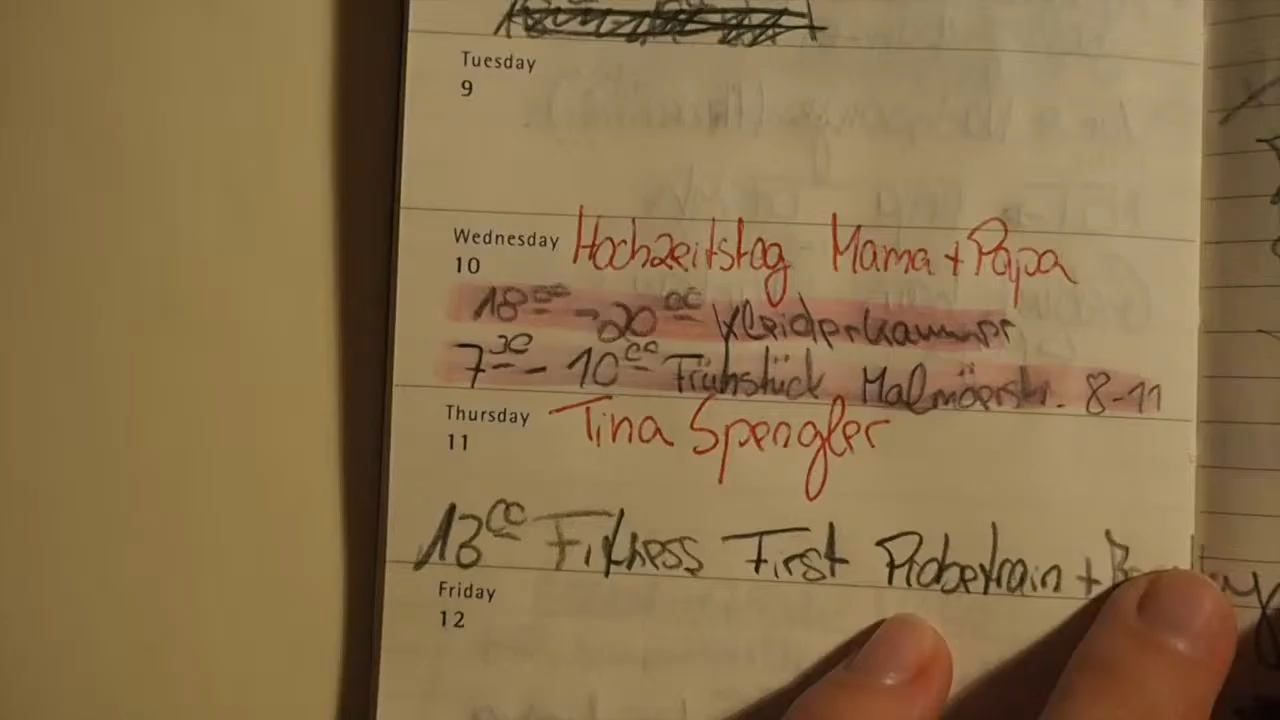 Tuesday
9
Wednesday Hochzeitstag Mama + Papa
10
18⁰⁰ - 20⁰⁰ Kleiderkammer
7³⁰ - 10⁰⁰ Frühstück Malmöerstr. 8-11
Thursday Tina Spengler
11
18⁰⁰ Fitness First Probetrain +
Friday
12